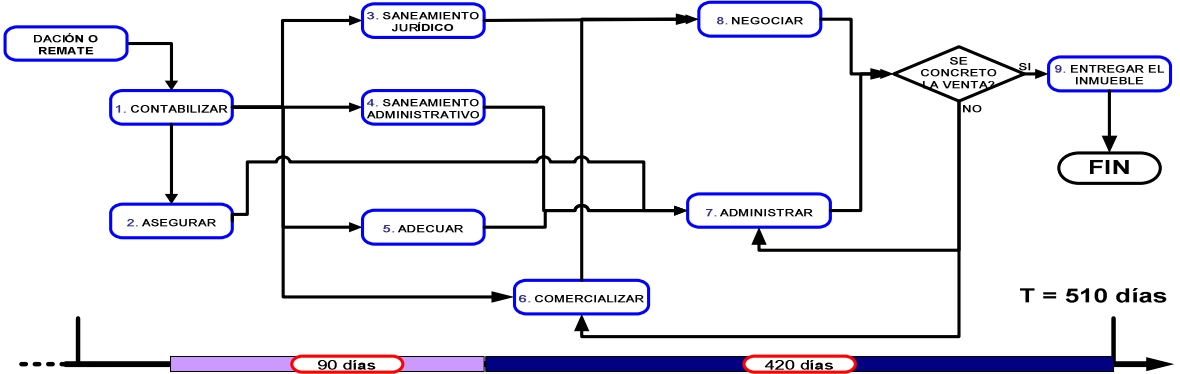 DACIÓN O
REMATE
1. CONTABILIZAR
2. ASEGURAR
3. SANEAMIENTO
JURÍDICO
4. SANEAMIENTO
ADMINISTRATIVO
5. ADECUAR
6. COMERCIALIZAR
8. NEGOCIAR
7. ADMINISTRAR
SE
CONCRETO
LA VENTA?
SI
NO
9. ENTREGAR EL
INMUEBLE
FIN
T = 510 días
90 días
420 días